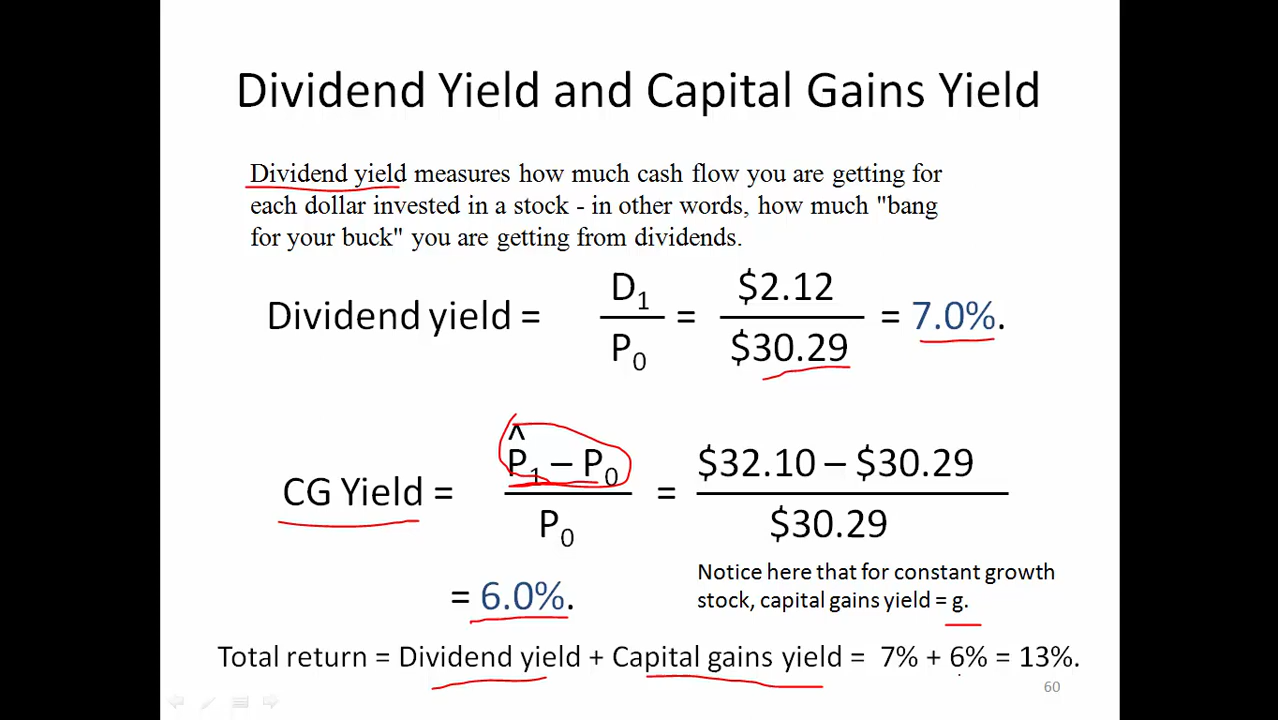 Dividend Yield and Capital Gains Yield
Dividend yield measures how much cash flow you are getting for
each dollar invested in a stock - in other words, how much "bang
for your buck" you are getting from dividends.
Dividend yield = D₁ / P₀ = $2.12 / $30.29 = 7.0%.
CG Yield = P̂₁ – P₀ / P₀ = $32.10 – $30.29 / $30.29
= 6.0%.
Notice here that for constant growth
stock, capital gains yield = g.
Total return = Dividend yield + Capital gains yield = 7% + 6% = 13%.
60